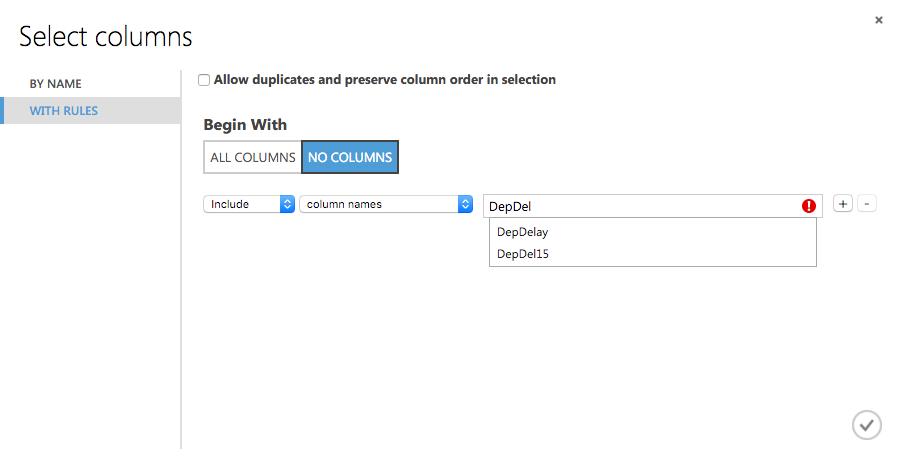 Select columns
BY NAME
WITH RULES
Allow duplicates and preserve column order in selection
Begin With
ALL COLUMNS NO COLUMNS
Include column names DepDel ! + -
DepDelay
DepDel15